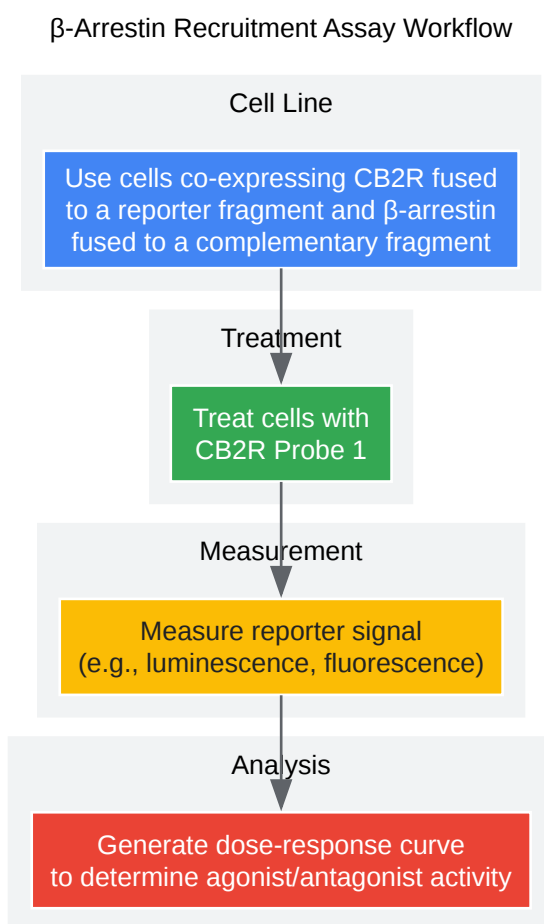 β-Arrestin Recruitment Assay Workflow
Cell Line
Use cells co-expressing CB2R fused
to a reporter fragment and β-arrestin
fused to a complementary fragment
Treatment
Treat cells with
CB2R Probe 1
Measurement
Measure reporter signal
(e.g., luminescence, fluorescence)
Analysis
Generate dose-response curve
to determine agonist/antagonist activity